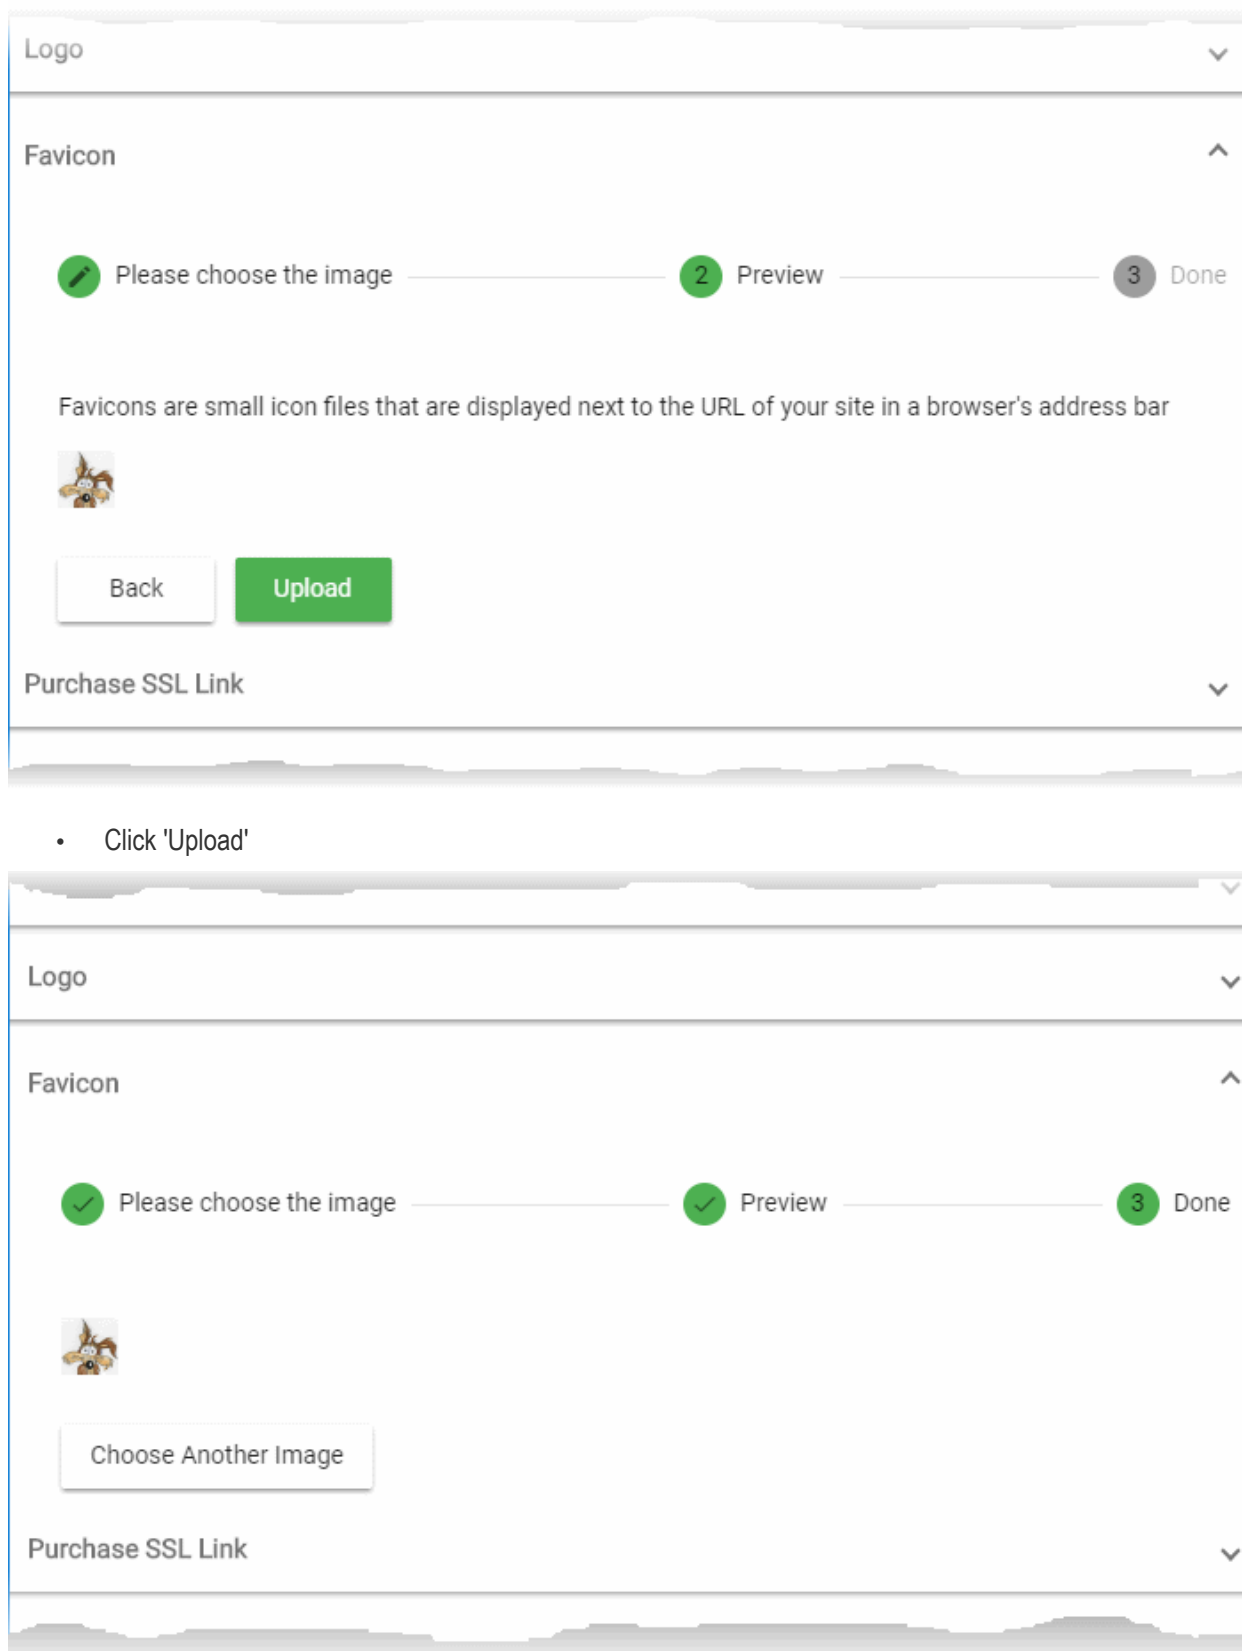 Logo
Favicon
Please choose the image 2 Preview 3 Done
Favicons are small icon files that are displayed next to the URL of your site in a browser's address bar
Back Upload
Purchase SSL Link
• Click 'Upload'
Logo
Favicon
Please choose the image Preview 3 Done
Choose Another Image
Purchase SSL Link